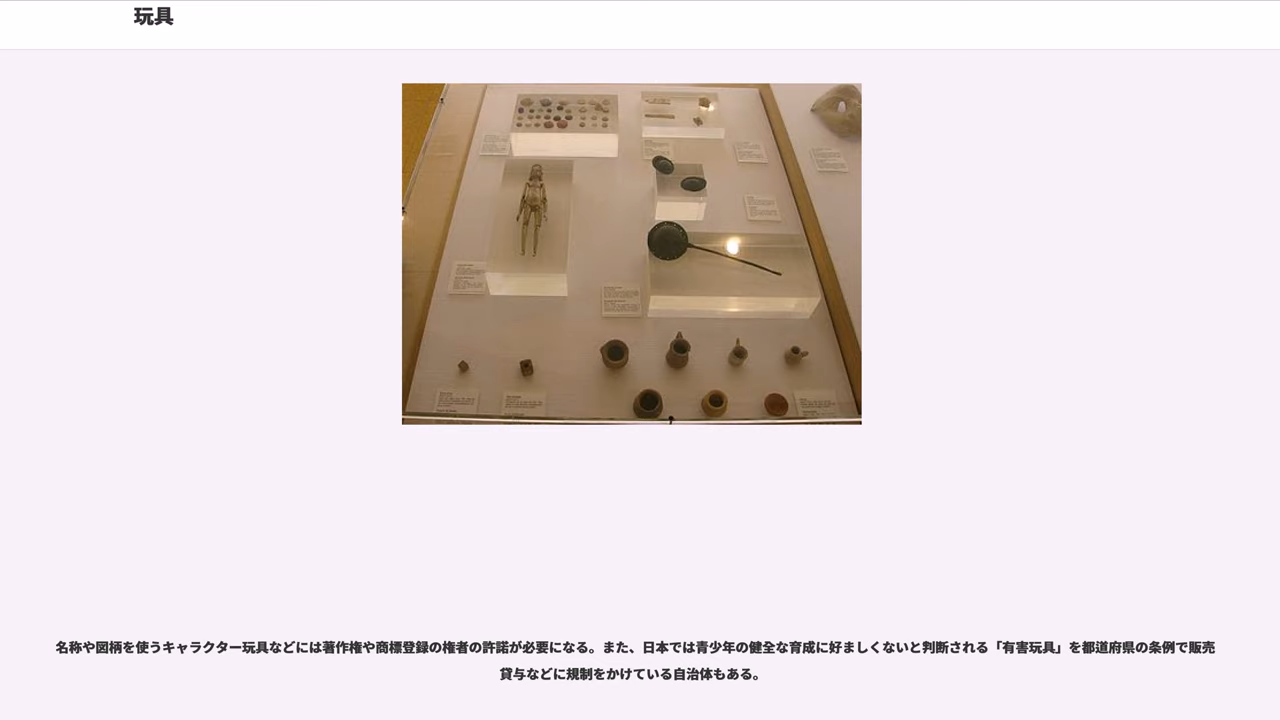 玩具
名称や図柄を使うキャラクター玩具などには著作権や商標登録の権者の許諾が必要になる。また、日本では青少年の健全な育成に好ましくないと判断される「有害玩具」を都道府県の条例で販売
貸与などに規制をかけている自治体もある。